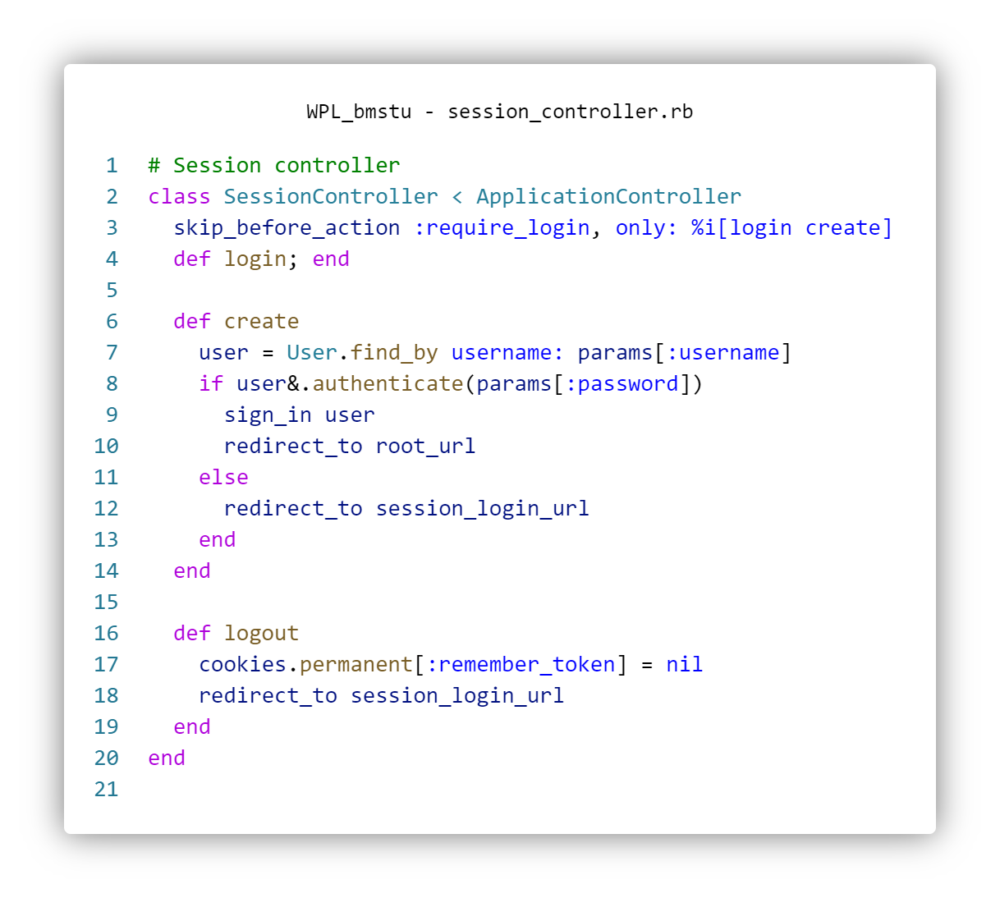 WPL_bmstu - session_controller.rb
1 # Session controller
2 class SessionController < ApplicationController
3   skip_before_action :require_login, only: %i[login create]
4   def login; end
5
6   def create
7     user = User.find_by username: params[:username]
8     if user&.authenticate(params[:password])
9       sign_in user
10       redirect_to root_url
11     else
12       redirect_to session_login_url
13     end
14   end
15
16   def logout
17     cookies.permanent[:remember_token] = nil
18     redirect_to session_login_url
19   end
20 end
21